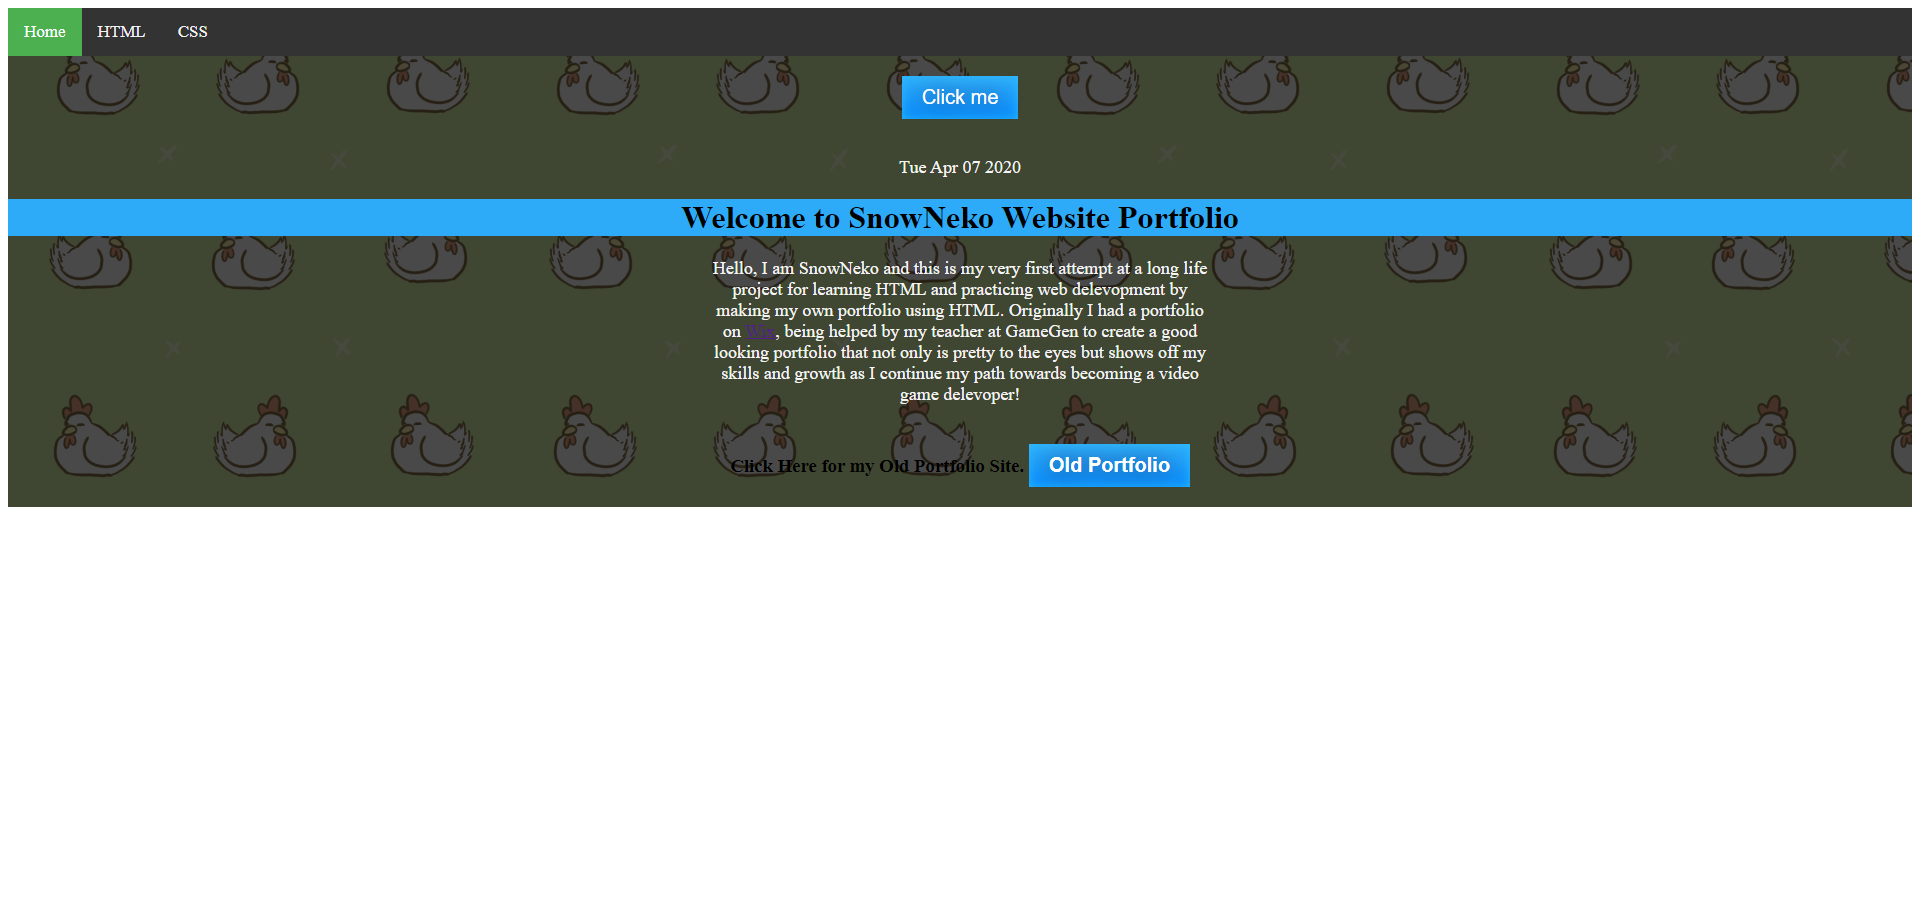 Home HTML CSS
Click me
Tue Apr 07 2020
Welcome to SnowNeko Website Portfolio
Hello, I am SnowNeko and this is my very first attempt at a long life
project for learning HTML and practicing web delevopment by
making my own portfolio using HTML. Originally I had a portfolio
on Wix, being helped by my teacher at GameGen to create a good
looking portfolio that not only is pretty to the eyes but shows off my
skills and growth as I continue my path towards becoming a video
game delevoper!
Click Here for my Old Portfolio Site. Old Portfolio